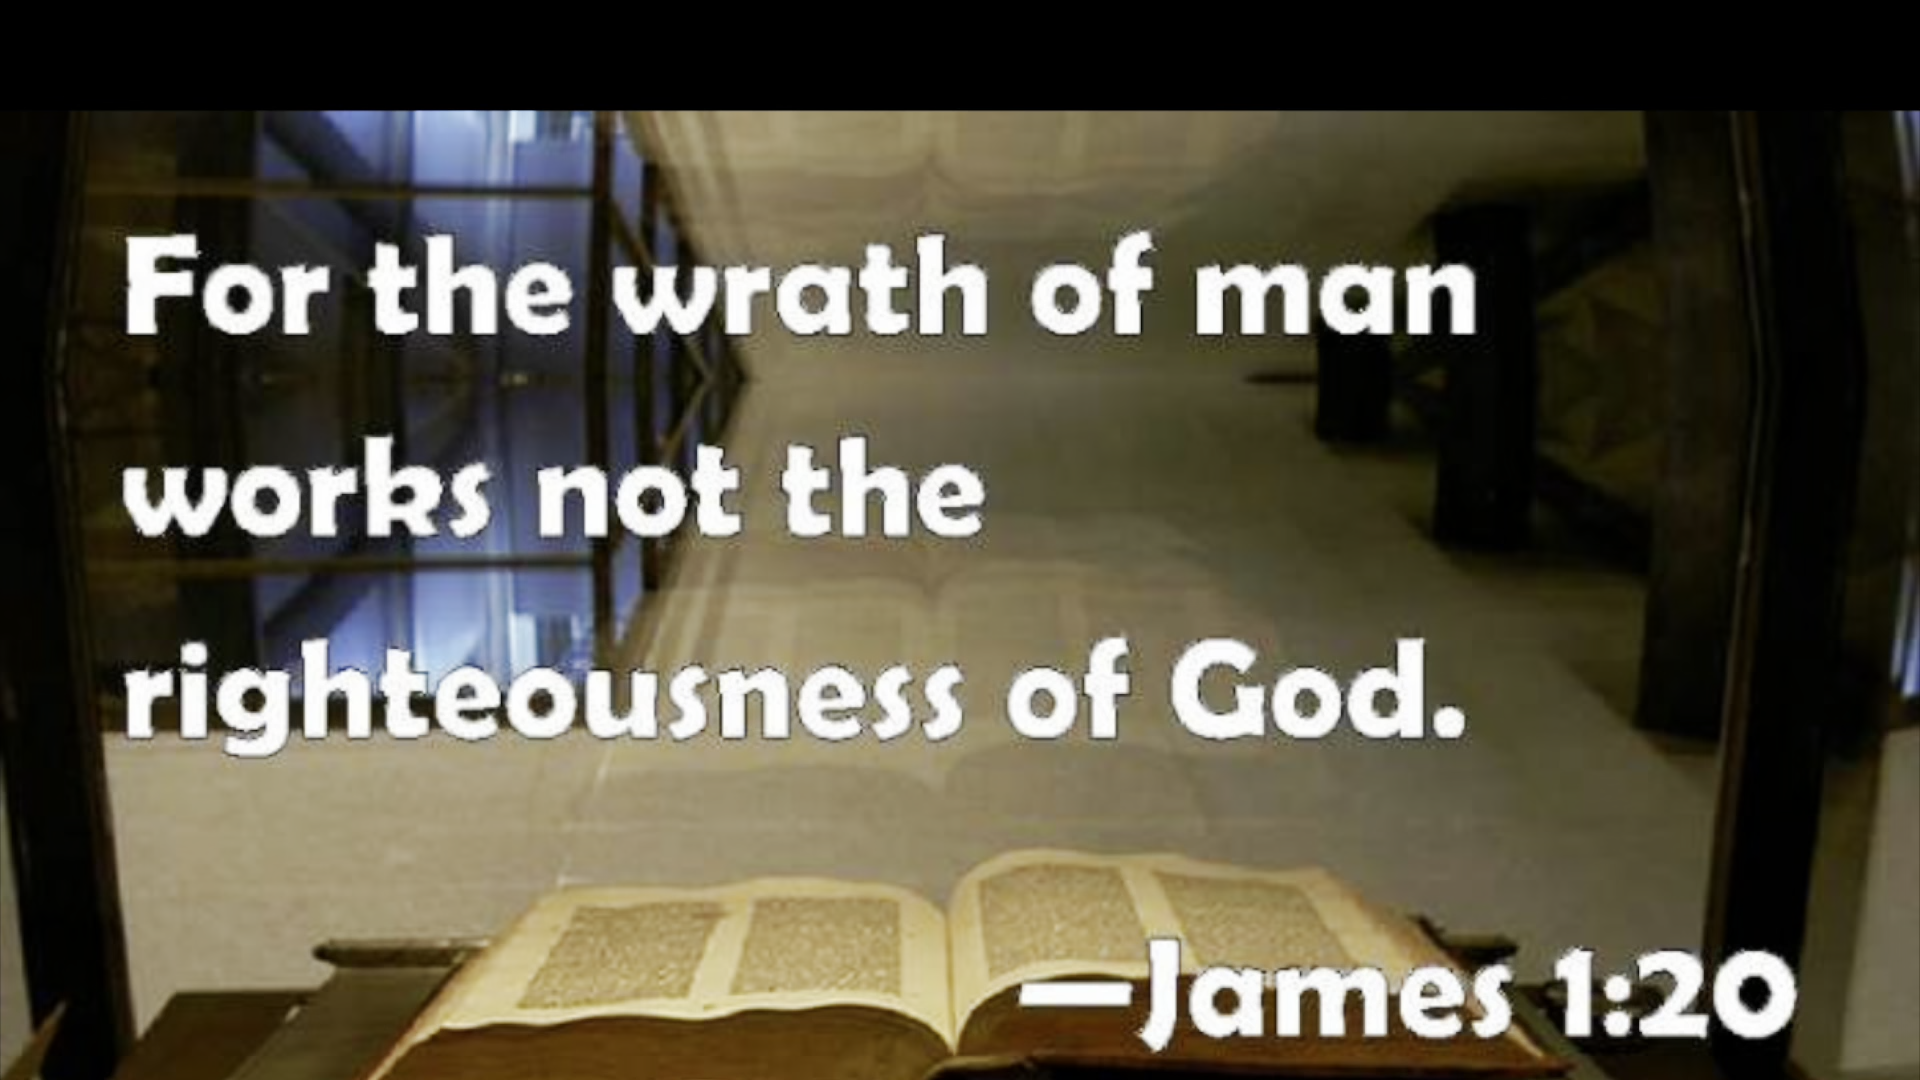 For the wrath of man
works not the
righteousness of God.
—James 1:20